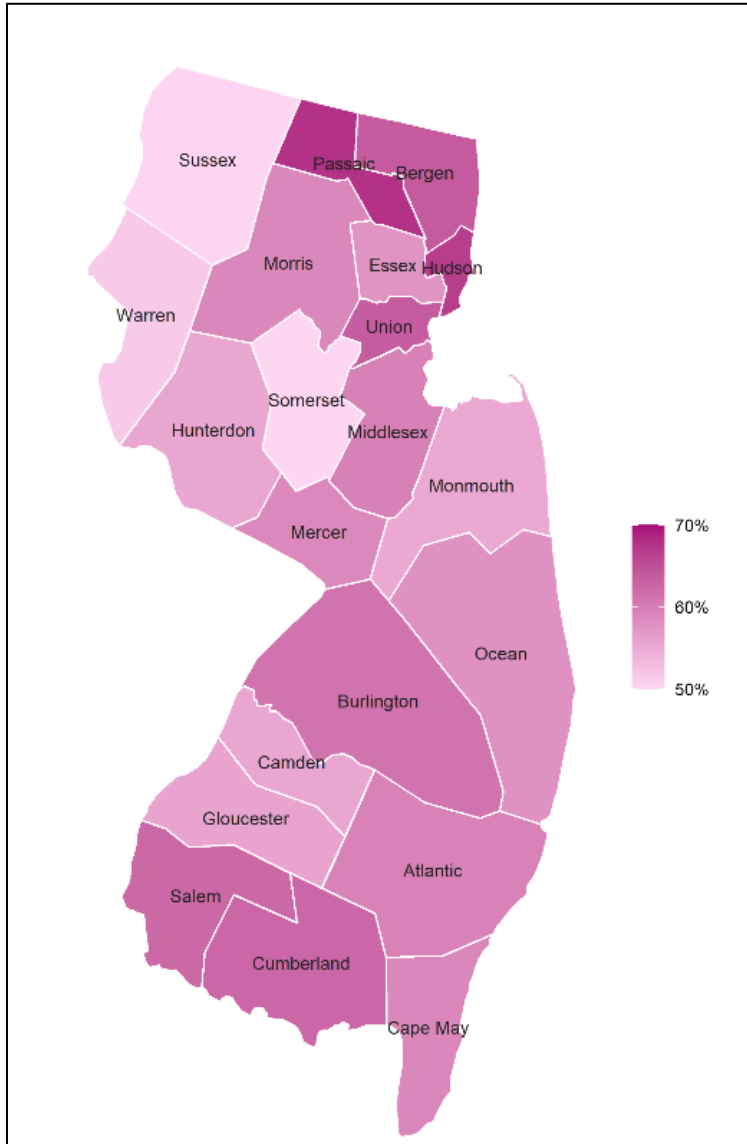 Sussex
Passaic
Bergen
Morris
Essex
Hudson
Warren
Union
Somerset
Hunterdon
Middlesex
Monmouth
Mercer
70%
60%
50%
Ocean
Burlington
Camden
Gloucester
Atlantic
Salem
Cumberland
Cape May